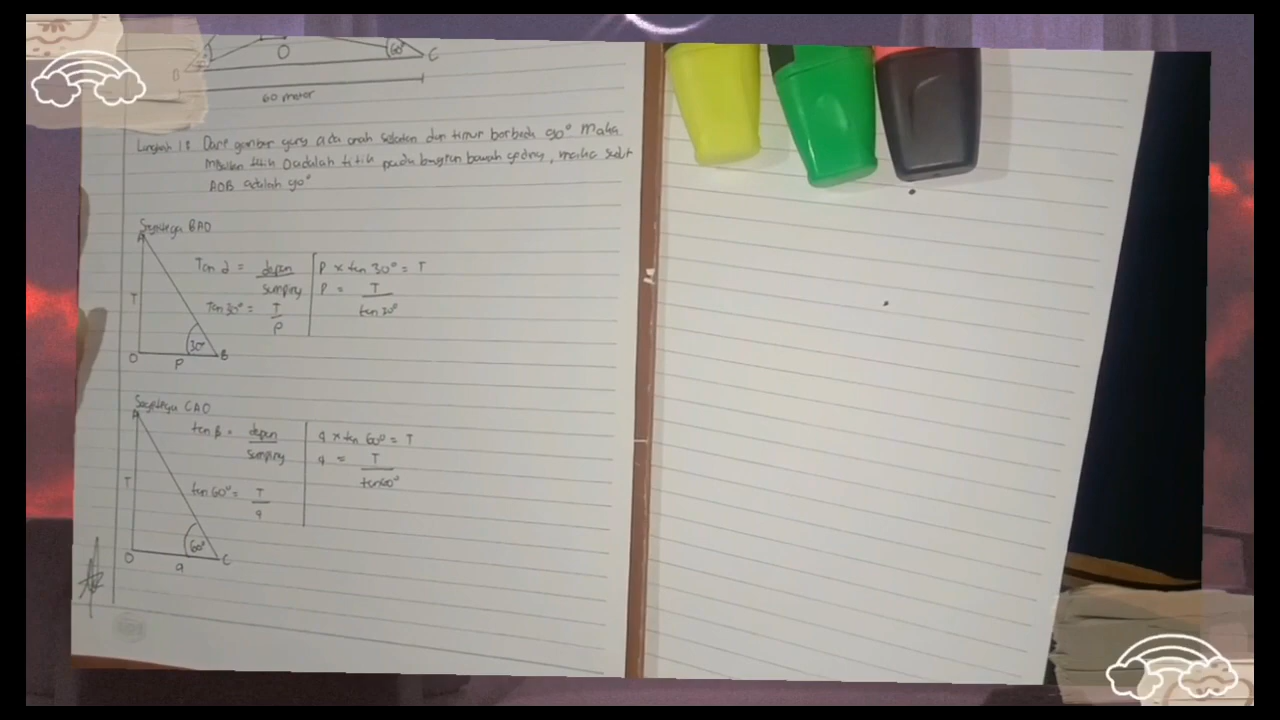 O
60°
C
B
60 meter
Langkah 1: Dari gambar yang ada arah selatan dan timur berbeda 90° maka
misalkan titik O adalah titik pada bangian bawah gedung, maka sudut
AOB adalah 90°
Segitiga BAO
A
Tan α = depan
samping
Tan 30° = T
P
P × tan 30° = T
P = T
tan 30°
T
30°
O
P
B
Segitiga CAO
A
tan β = depan
samping
tan 60° = T
q
q × tan 60° = T
q = T
tan 60°
T
60°
O
q
C